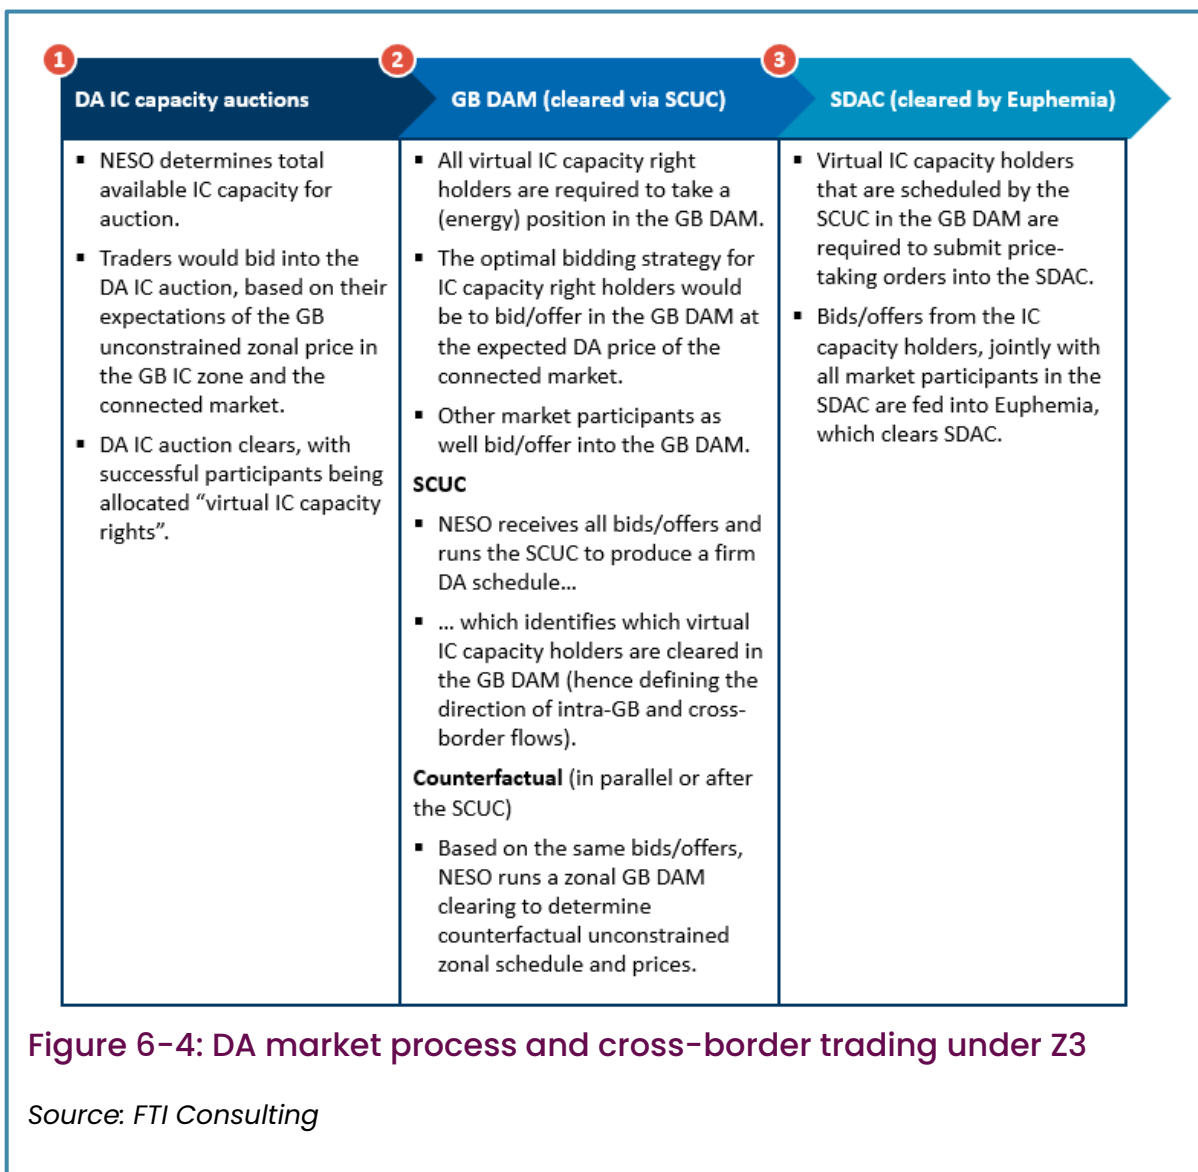 1
DA IC capacity auctions
▪ NESO determines total
available IC capacity for
auction.
▪ Traders would bid into the
DA IC auction, based on their
expectations of the GB
unconstrained zonal price in
the GB IC zone and the
connected market.
▪ DA IC auction clears, with
successful participants being
allocated “virtual IC capacity
rights”.
2
GB DAM (cleared via SCUC)
▪ All virtual IC capacity right
holders are required to take a
(energy) position in the GB DAM.
▪ The optimal bidding strategy for
IC capacity right holders would
be to bid/offer in the GB DAM at
the expected DA price of the
connected market.
▪ Other market participants as
well bid/offer into the GB DAM.
SCUC
▪ NESO receives all bids/offers and
runs the SCUC to produce a firm
DA schedule...
▪ ... which identifies which virtual
IC capacity holders are cleared in
the GB DAM (hence defining the
direction of intra-GB and cross-
border flows).
Counterfactual (in parallel or after
the SCUC)
▪ Based on the same bids/offers,
NESO runs a zonal GB DAM
clearing to determine
counterfactual unconstrained
zonal schedule and prices.
3
SDAC (cleared by Euphemia)
▪ Virtual IC capacity holders
that are scheduled by the
SCUC in the GB DAM are
required to submit price-
taking orders into the SDAC.
▪ Bids/offers from the IC
capacity holders, jointly with
all market participants in the
SDAC are fed into Euphemia,
which clears SDAC.
Figure 6-4: DA market process and cross-border trading under Z3
Source: FTI Consulting